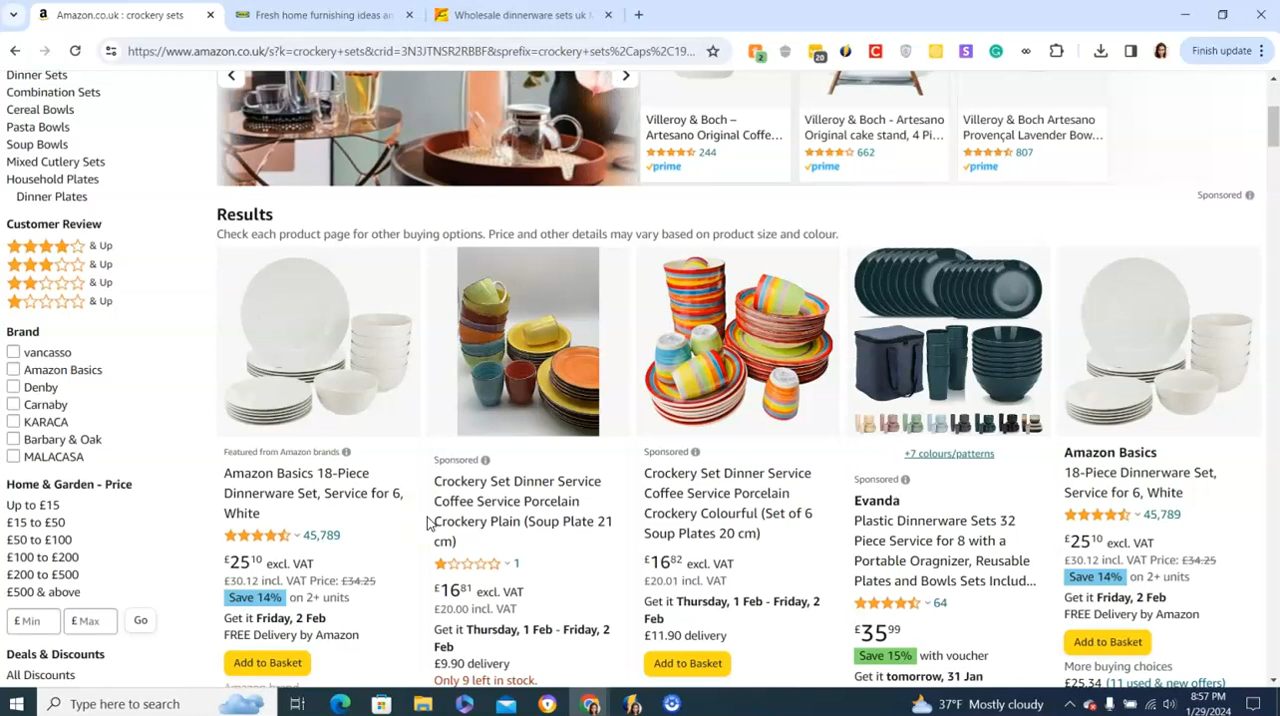 Amazon.co.uk : crockery sets
Fresh home furnishing ideas an
Wholesale dinnerware sets uk M
https://www.amazon.co.uk/s?k=crockery+sets&crid=3N3JTNSR2RBBF&sprefix=crockery+sets%2Caps%2C19...
2
20
C
S
G
Finish update
Dinner Sets
Combination Sets
Cereal Bowls
Pasta Bowls
Soup Bowls
Mixed Cutlery Sets
Household Plates
Dinner Plates
Customer Review
& Up
& Up
& Up
& Up
Brand
vancasso
Amazon Basics
Denby
Carnaby
KARACA
Barbary & Oak
MALACASA
Home & Garden - Price
Up to £15
£15 to £50
£50 to £100
£100 to £200
£200 to £500
£500 & above
£ Min
£ Max
Go
Deals & Discounts
All Discounts
Villeroy & Boch –
Artesano Original Coffe...
244
prime
Villeroy & Boch - Artesano
Original cake stand, 4 Pi...
662
prime
Villeroy & Boch Artesano
Provençal Lavender Bow...
807
prime
Sponsored
Results
Check each product page for other buying options. Price and other details may vary based on product size and colour.
Featured from Amazon brands
Amazon Basics 18-Piece
Dinnerware Set, Service for 6,
White
45,789
£25.10 excl. VAT
£30.12 incl. VAT Price: £34.25
Save 14% on 2+ units
Get it Friday, 2 Feb
FREE Delivery by Amazon
Add to Basket
Amazon brand
Sponsored
Crockery Set Dinner Service
Coffee Service Porcelain
Crockery Plain (Soup Plate 21
cm)
1
£16.81 excl. VAT
£20.00 incl. VAT
Get it Thursday, 1 Feb - Friday, 2
Feb
£9.90 delivery
Only 9 left in stock.
Sponsored
Crockery Set Dinner Service
Coffee Service Porcelain
Crockery Colourful (Set of 6
Soup Plates 20 cm)
£16.82 excl. VAT
£20.01 incl. VAT
Get it Thursday, 1 Feb - Friday, 2
Feb
£11.90 delivery
Add to Basket
+7 colours/patterns
Sponsored
Evanda
Plastic Dinnerware Sets 32
Piece Service for 8 with a
Portable Oragnizer, Reusable
Plates and Bowls Sets Includ...
64
£35.99
Save 15% with voucher
Get it tomorrow, 31 Jan
Amazon Basics
18-Piece Dinnerware Set,
Service for 6, White
45,789
£25.10 excl. VAT
£30.12 incl. VAT Price: £34.25
Save 14% on 2+ units
Get it Friday, 2 Feb
FREE Delivery by Amazon
Add to Basket
More buying choices
£25.34 (11 used & new offers)
Type here to search
37°F Mostly cloudy
8:57 PM
1/29/2024